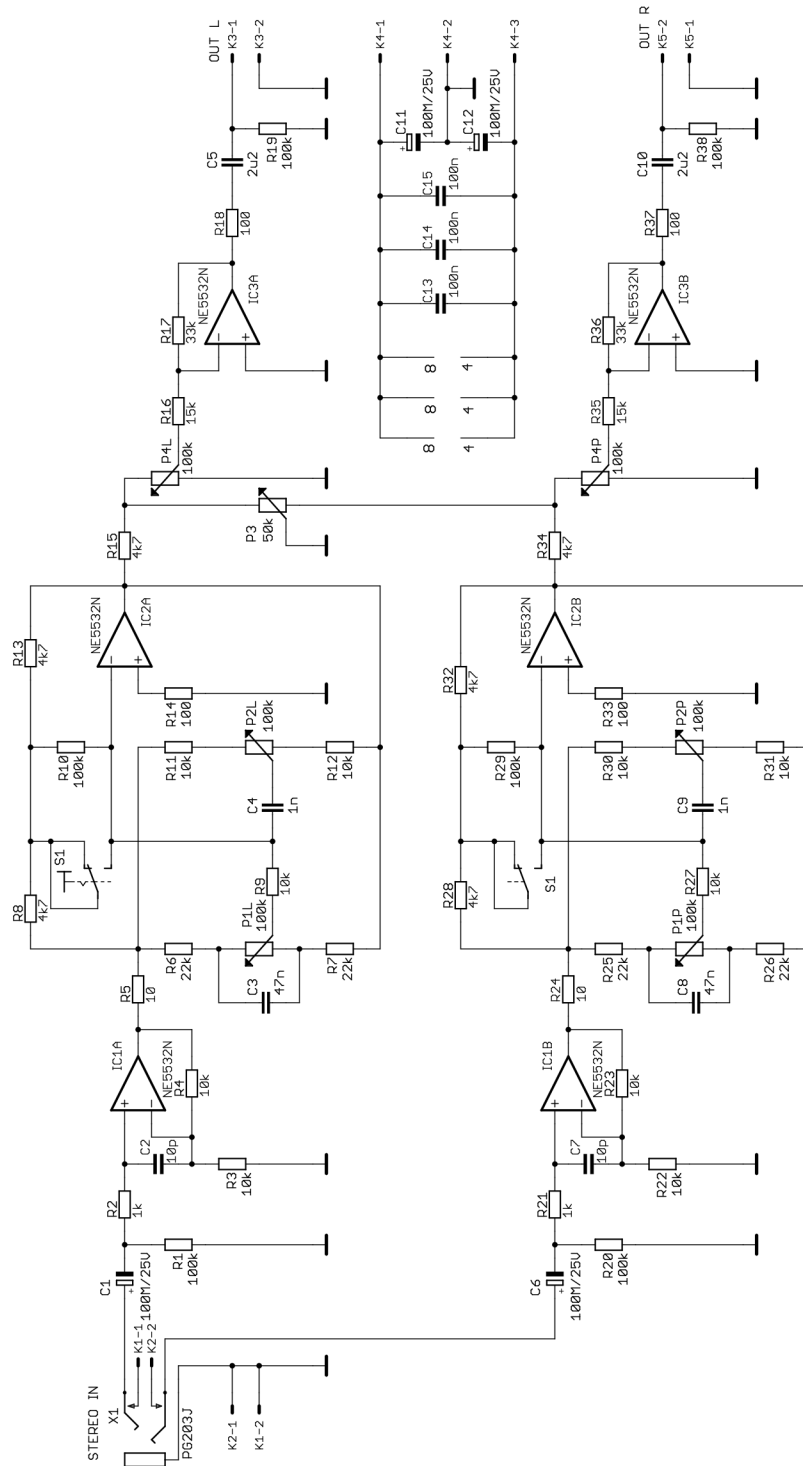 STEREO IN
X1
PG203J
K1-1
K2-2
K2-1
K1-2
C1
100M/25V
+
R1
100k
R2
1k
C2
10p
R3
10k
IC1A
NE5532N
+
−
R4
10k
R5
10
R6
22k
C3
47n
P1L
100k
R7
22k
R8
4k7
S1
R9
10k
C4
1n
R10
100k
R11
10k
P2L
100k
R12
10k
R13
4k7
R14
100
NE5532N
−
+
IC2A
R15
4k7
P3
50k
P4L
100k
R16
15k
R17
33k
NE5532N
−
+
IC3A
R18
100
C5
2u2
R19
100k
OUT L
K3-1
K3-2
8
8
8
4
4
4
C13
100n
C14
100n
C15
100n
C11
100M/25V
+
C12
100M/25V
+
K4-1
K4-2
K4-3
C6
100M/25V
+
R20
100k
R21
1k
C7
10p
R22
10k
IC1B
NE5532N
+
−
R23
10k
R24
10
R25
22k
C8
47n
P1P
100k
R26
22k
R28
4k7
S1
R27
10k
C9
1n
R29
100k
R30
10k
P2P
100k
R31
10k
R32
4k7
R33
100
NE5532N
−
+
IC2B
R34
4k7
P4P
100k
R35
15k
R36
33k
NE5532N
−
+
IC3B
R37
100
C10
2u2
R38
100k
OUT R
K5-2
K5-1